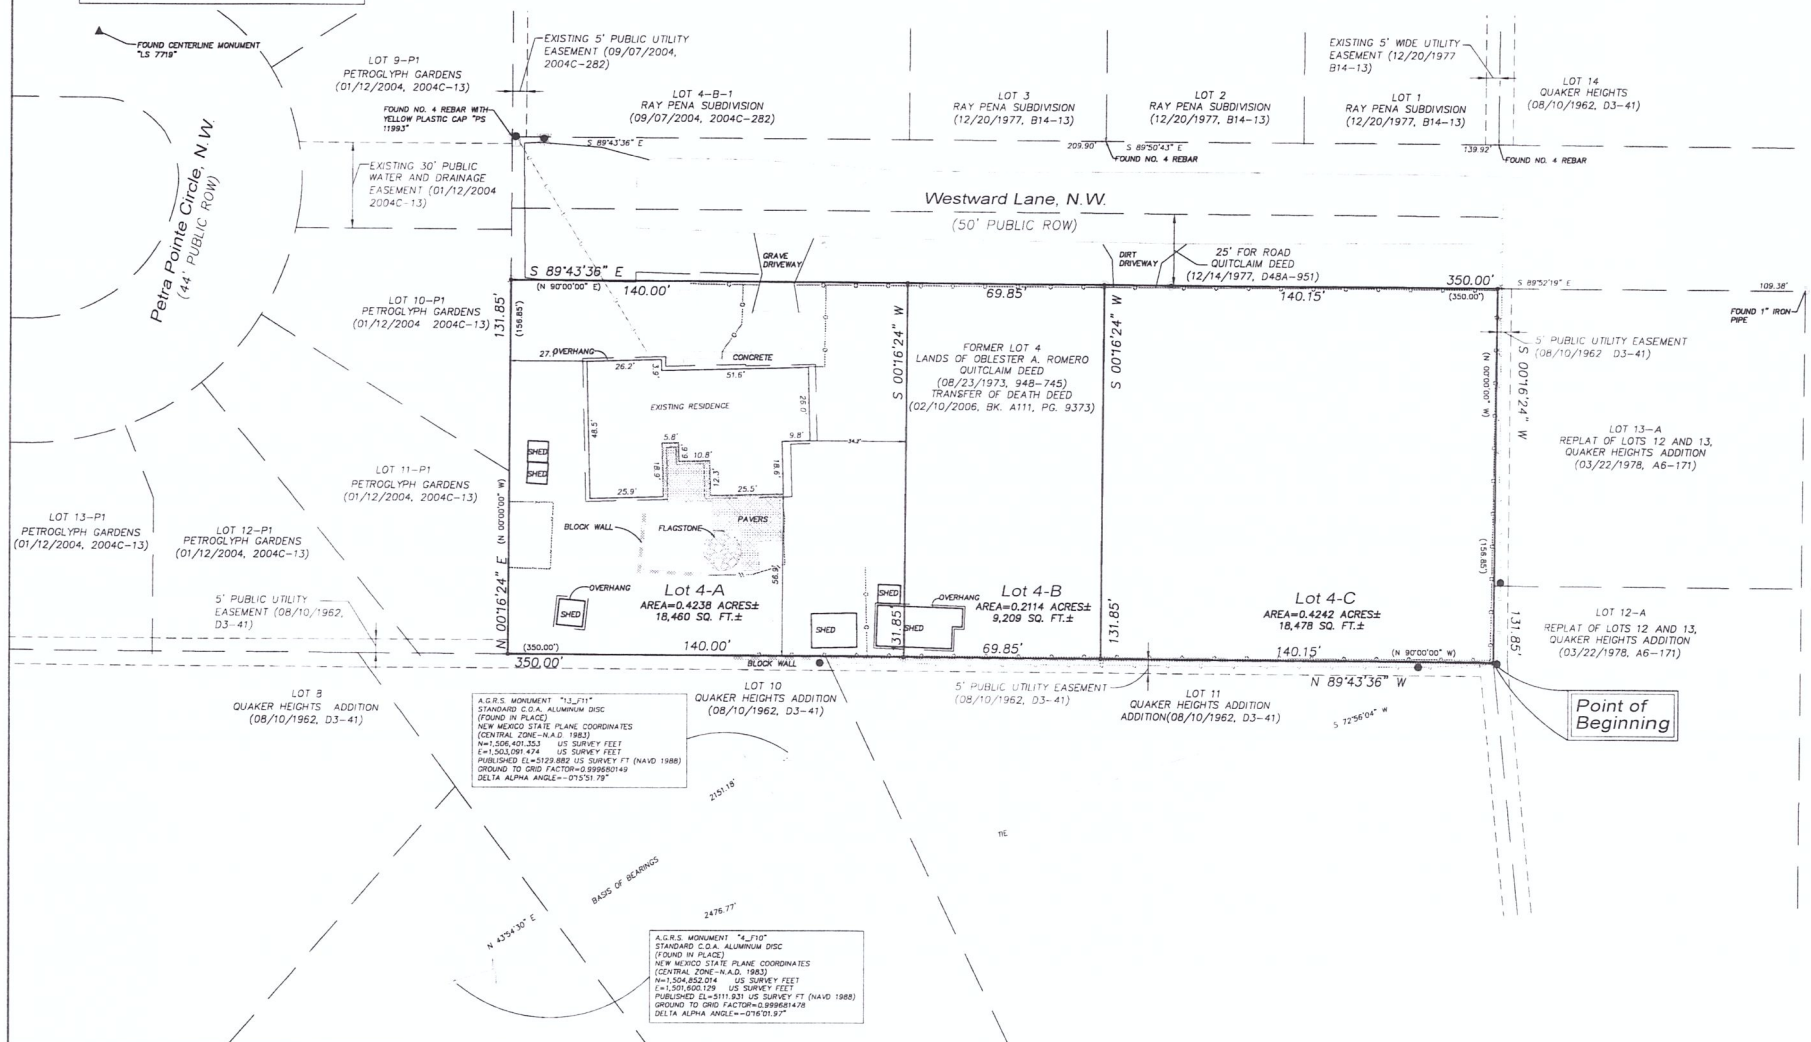 FOUND CENTERLINE MONUMENT
"LS 7719"
LOT 9-P1
PETROGLYPH GARDENS
(01/12/2004, 2004C-13)
FOUND NO. 4 REBAR WITH
YELLOW PLASTIC CAP "PS
11993"
EXISTING 5' PUBLIC UTILITY
EASEMENT (09/07/2004,
2004C-282)
LOT 4-B-1
RAY PENA SUBDIVISION
(09/07/2004, 2004C-282)
LOT 3
RAY PENA SUBDIVISION
(12/20/1977, B14-13)
LOT 2
RAY PENA SUBDIVISION
(12/20/1977, B14-13)
LOT 1
RAY PENA SUBDIVISION
(12/20/1977, B14-13)
EXISTING 5' WIDE UTILITY
EASEMENT (12/20/1977
B14-13)
LOT 14
QUAKER HEIGHTS
(08/10/1962, D3-41)
S 89°43'36" E
209.90'
S 89°50'43" E
FOUND NO. 4 REBAR
139.92'
FOUND NO. 4 REBAR
Petra Pointe Circle, N.W.
(44' PUBLIC ROW)
EXISTING 30' PUBLIC
WATER AND DRAINAGE
EASEMENT (01/12/2004
2004C-13)
Westward Lane, N.W.
(50' PUBLIC ROW)
GRAVE
DRIVEWAY
DIRT
DRIVEWAY
25' FOR ROAD
QUITCLAIM DEED
(12/14/1977, D48A-951)
S 89°43'36" E
(N 90°00'00" E)
140.00'
69.85'
140.15'
350.00'
(350.00')
S 89°52'19" E
109.38'
FOUND 1" IRON
PIPE
LOT 10-P1
PETROGLYPH GARDENS
(01/12/2004 2004C-13)
131.85'
(156.85')
27.1'
OVERHANG
26.2'
3.9'
CONCRETE
51.6'
EXISTING RESIDENCE
26.0'
48.5'
5.8'
9.9'
10.8'
9.8'
34.2'
18.9'
12.3'
18.6'
25.9'
25.5'
SHED
SHED
BLOCK WALL
FLAGSTONE
PAVERS
56.9'
S 00°16'24" W
FORMER LOT 4
LANDS OF OBLESTER A. ROMERO
QUITCLAIM DEED
(08/23/1973, 948-745)
TRANSFER OF DEATH DEED
(02/10/2006, BK. A111, PG. 9373)
S 00°16'24" W
(N 00°00'00" W)
S 00°16'24" W
5' PUBLIC UTILITY EASEMENT
(08/10/1962 D3-41)
LOT 13-A
REPLAT OF LOTS 12 AND 13,
QUAKER HEIGHTS ADDITION
(03/22/1978, A6-171)
LOT 11-P1
PETROGLYPH GARDENS
(01/12/2004, 2004C-13)
LOT 13-P1
PETROGLYPH GARDENS
(01/12/2004, 2004C-13)
LOT 12-P1
PETROGLYPH GARDENS
(01/12/2004, 2004C-13)
N 00°16'24" E
(N 00°00'00" W)
5' PUBLIC UTILITY
EASEMENT (08/10/1962,
D3-41)
OVERHANG
SHED
Lot 4-A
AREA=0.4238 ACRES±
18,460 SQ. FT.±
SHED
SHED
SHED
OVERHANG
131.85'
Lot 4-B
AREA=0.2114 ACRES±
9,209 SQ. FT.±
131.85'
Lot 4-C
AREA=0.4242 ACRES±
18,478 SQ. FT.±
(156.85')
131.85'
LOT 12-A
REPLAT OF LOTS 12 AND 13,
QUAKER HEIGHTS ADDITION
(03/22/1978, A6-171)
(350.00')
350.00'
140.00'
BLOCK WALL
69.85'
140.15'
(N 90°00'00" W)
N 89°43'36" W
LOT 8
QUAKER HEIGHTS ADDITION
(08/10/1962, D3-41)
LOT 10
QUAKER HEIGHTS ADDITION
(08/10/1962, D3-41)
5' PUBLIC UTILITY EASEMENT
(08/10/1962, D3-41)
LOT 11
QUAKER HEIGHTS ADDITION
ADDITION(08/10/1962, D3-41)
S 72°56'04" W
Point of
Beginning
A.G.R.S. MONUMENT "13_F11"
STANDARD C.O.A. ALUMINUM DISC
(FOUND IN PLACE)
NEW MEXICO STATE PLANE COORDINATES
(CENTRAL ZONE-N.A.D. 1983)
N=1,506,401.353 US SURVEY FEET
E=1,503,091.474 US SURVEY FEET
PUBLISHED EL=5129.882 US SURVEY FT (NAVD 1988)
GROUND TO GRID FACTOR=0.999680149
DELTA ALPHA ANGLE=-0°15'51.79"
2151.18'
TIE
BASIS OF BEARINGS
N 43°54'30" E
2476.77'
A.G.R.S. MONUMENT "4_F10"
STANDARD C.O.A. ALUMINUM DISC
(FOUND IN PLACE)
NEW MEXICO STATE PLANE COORDINATES
(CENTRAL ZONE-N.A.D. 1983)
N=1,504,852.014 US SURVEY FEET
E=1,501,600.129 US SURVEY FEET
PUBLISHED EL=5111.931 US SURVEY FT (NAVD 1988)
GROUND TO GRID FACTOR=0.999681478
DELTA ALPHA ANGLE=-0°16'01.97"